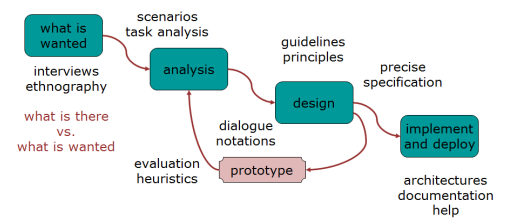 what is
wanted
scenarios
task analysis
interviews
ethnography
what is there
vs.
what is wanted
analysis
guidelines
principles
design
dialogue
notations
precise
specification
implement
and deploy
evaluation
heuristics
prototype
architectures
documentation
help